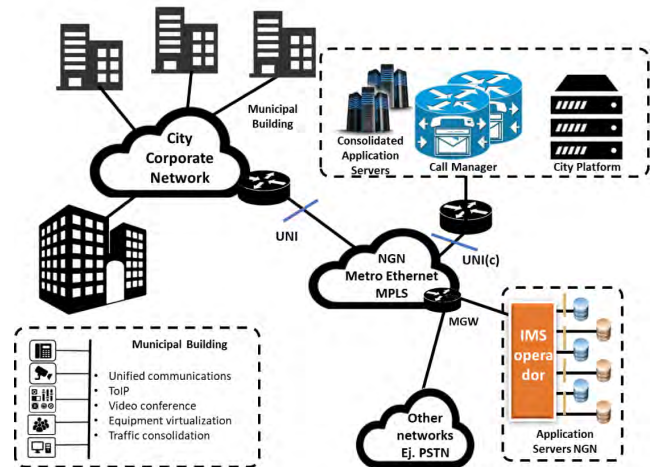 Municipal
Building
City
Corporate
Network
Consolidated
Application
Servers
Call Manager
City Platform
UNI
NGN
Metro Ethernet
MPLS
UNI(c)
MGW
IMS
opera
dor
Application
Servers NGN
Other
networks
Ej. PSTN
Municipal Building
• Unified communications
• ToIP
• Video conference
• Equipment virtualization
• Traffic consolidation